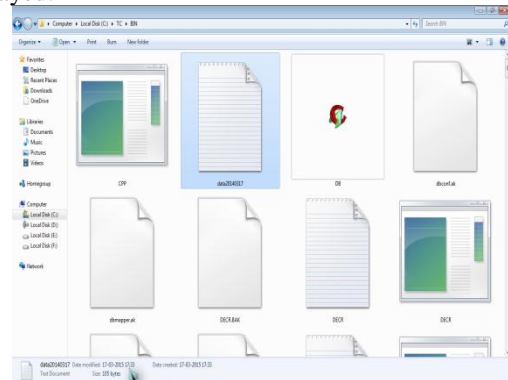 Computer ▸ Local Disk (C:) ▸ TC ▸ BIN
Search BIN
Organize ▾ Open ▾ Print Burn New folder
Favorites
Desktop
Recent Places
Downloads
OneDrive
Libraries
Documents
Music
Pictures
Videos
Homegroup
Computer
Local Disk (C:)
Local Disk (D:)
Local Disk (E:)
Local Disk (F:)
Network
CPP
data20140317
DB
dbconf.ak
dbmapper.ak
DECR.BAK
DECR
DECR
data20140317 Date modified: 17-03-2015 17:33 Date created: 17-03-2015 17:33
Text Document Size: 185 bytes